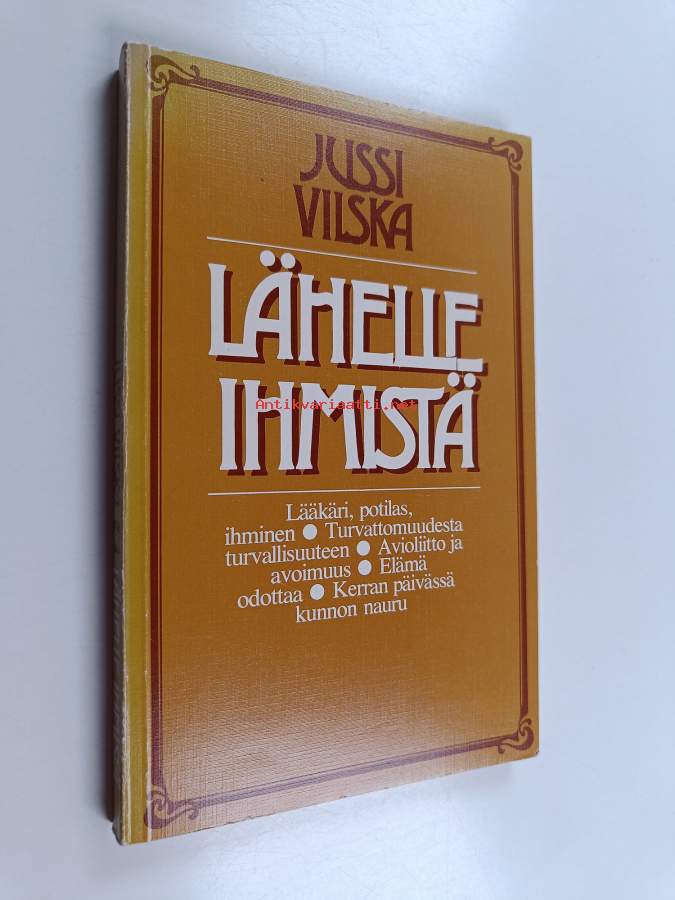 JUSSI
VILSKA
LÄHELLE
IHMISTÄ
Antikvariaatti.net
Lääkäri, potilas,
ihminen ● Turvattomuudesta
turvallisuuteen ● Avioliitto ja
avoimuus ● Elämä
odottaa ● Kerran päivässä
kunnon nauru